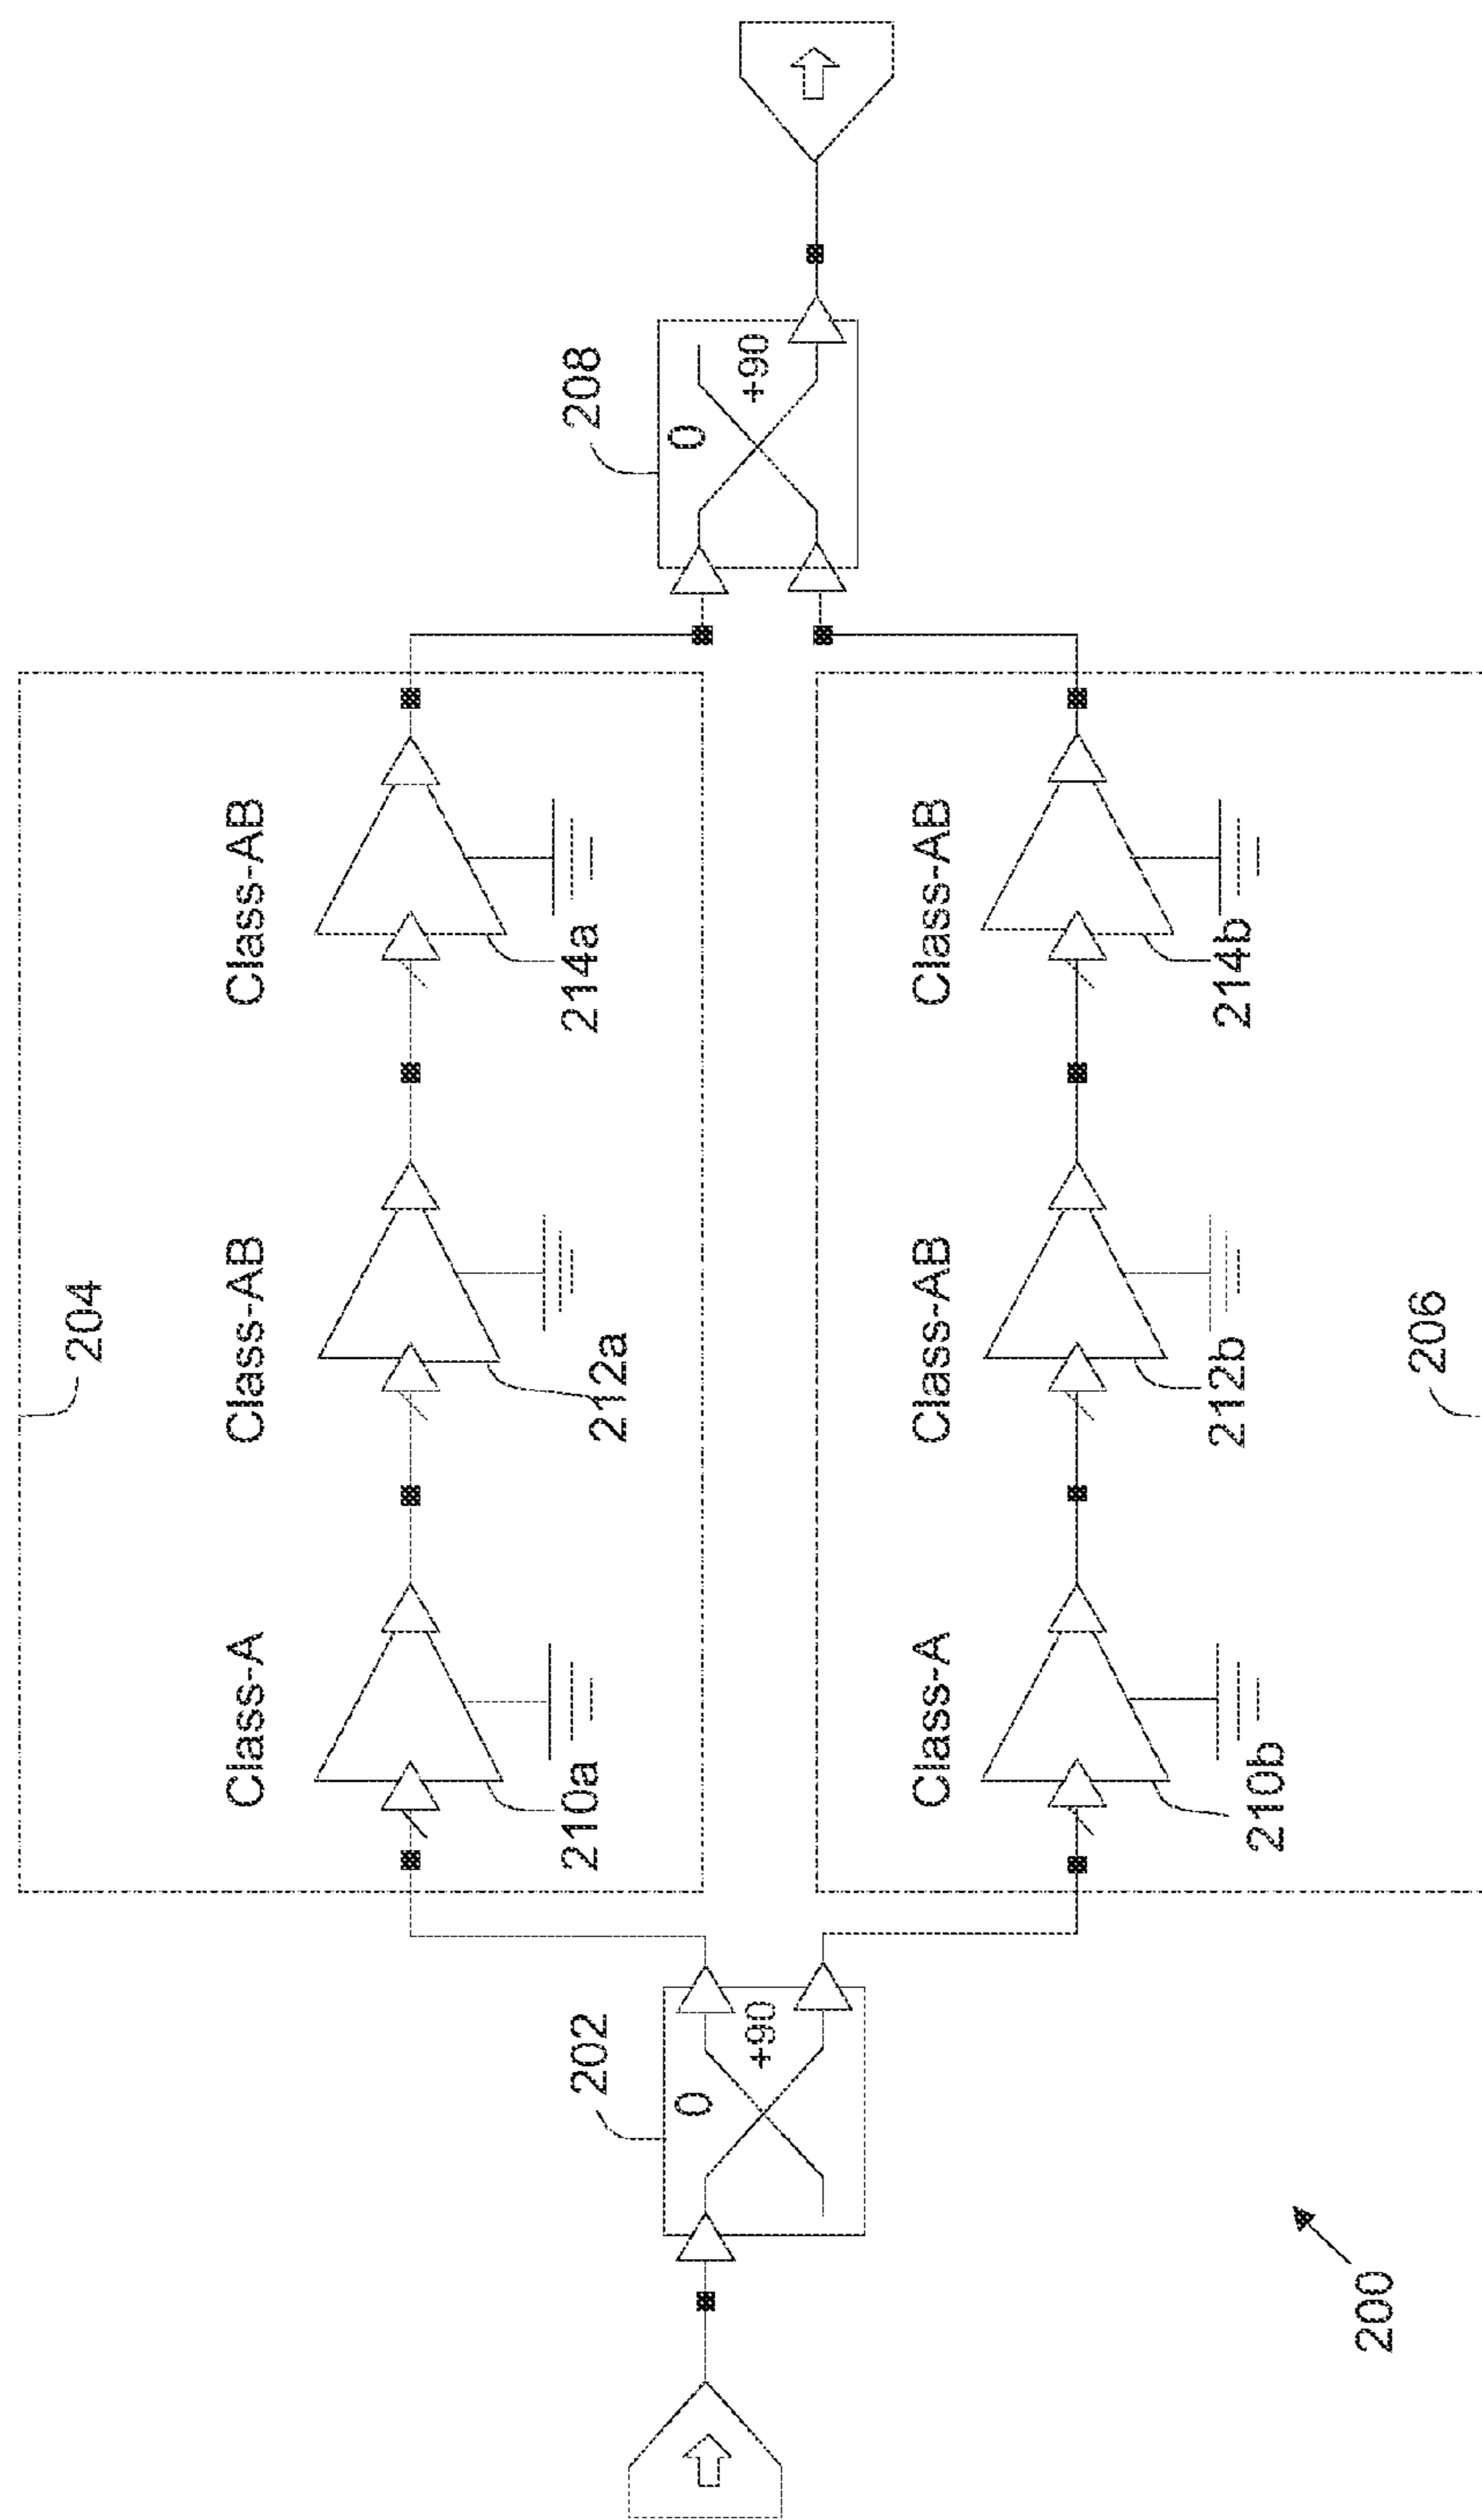 204
Class-A
Class-AB
Class-AB
210a
212a
214a
202
0
+90
208
0
+90
Class-A
Class-AB
Class-AB
210b
212b
214b
206
200